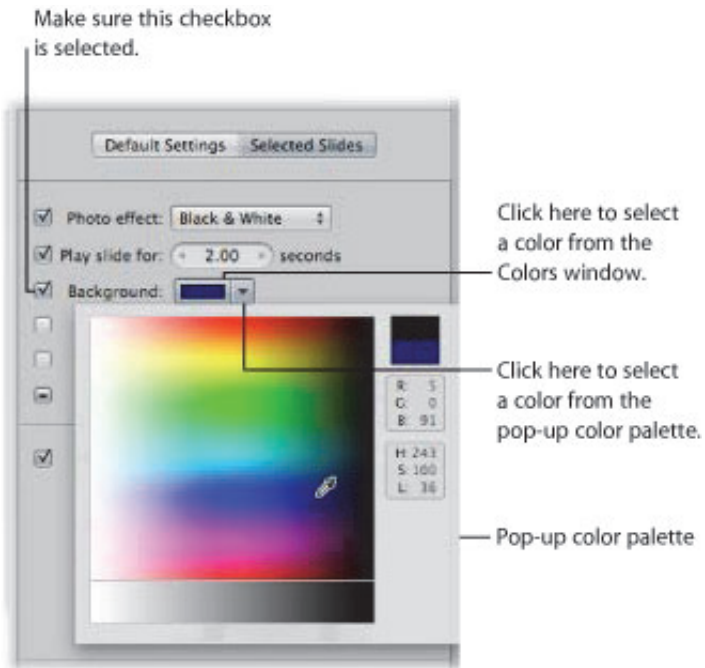 Make sure this checkbox
is selected.
Default Settings Selected Slides
Photo effect: Black & White
Play slide for: 2.00 seconds
Background:
Click here to select
a color from the
Colors window.
Click here to select
a color from the
pop-up color palette.
R: 5
G: 0
B: 91
H: 243
S: 100
L: 36
Pop-up color palette